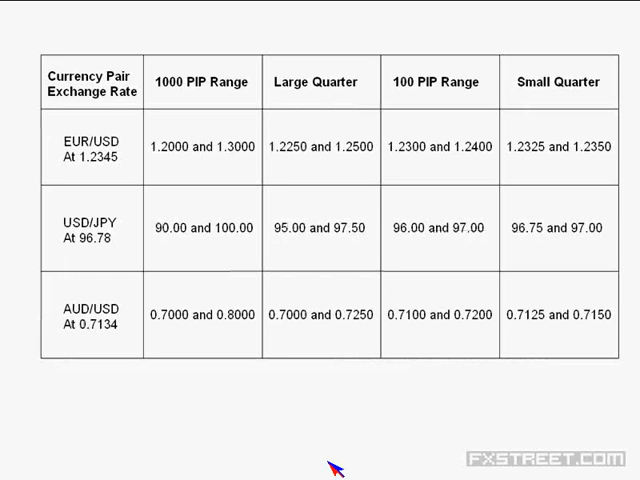 Currency Pair
Exchange Rate
1000 PIP Range
Large Quarter
100 PIP Range
Small Quarter
EUR/USD
At 1.2345
1.2000 and 1.3000
1.2250 and 1.2500
1.2300 and 1.2400
1.2325 and 1.2350
USD/JPY
At 96.78
90.00 and 100.00
95.00 and 97.50
96.00 and 97.00
96.75 and 97.00
AUD/USD
At 0.7134
0.7000 and 0.8000
0.7000 and 0.7250
0.7100 and 0.7200
0.7125 and 0.7150
FXSTREET.COM